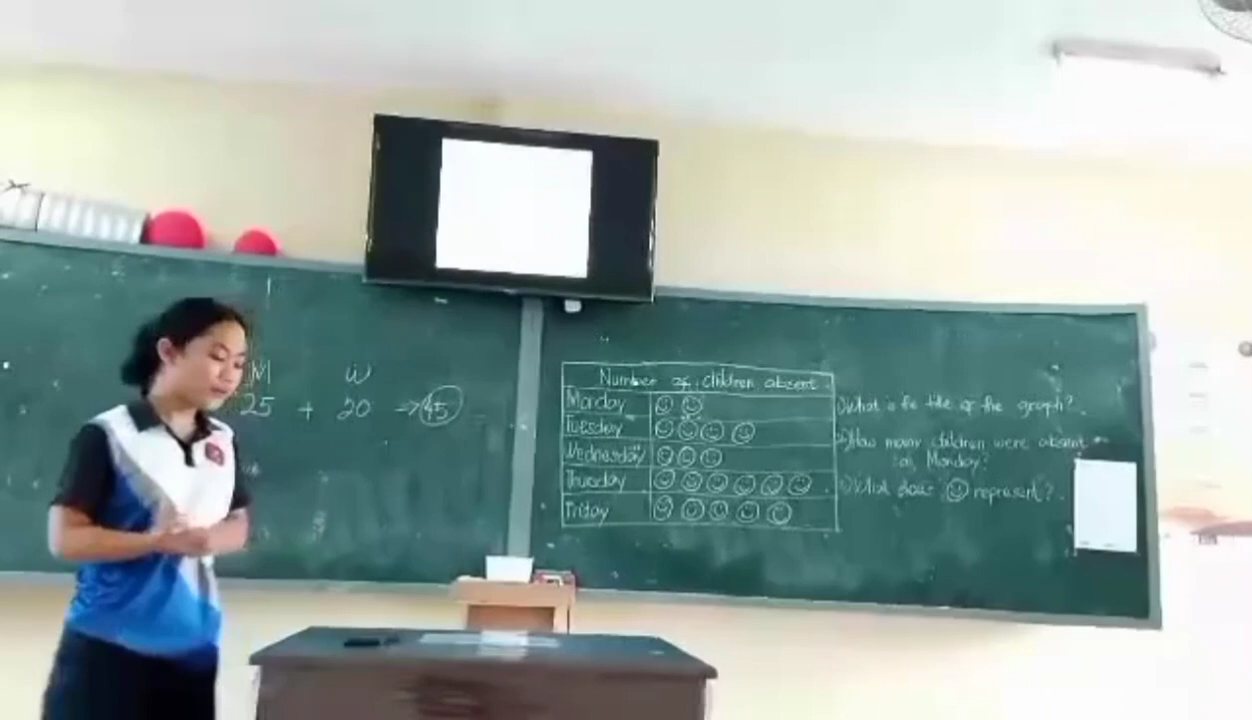 M W
25 + 20 → 45
Number of children absent
Monday
Tuesday
Wednesday
Thursday
Friday
What is the title of the graph?
How many children were absent
on Monday?
What does represent?